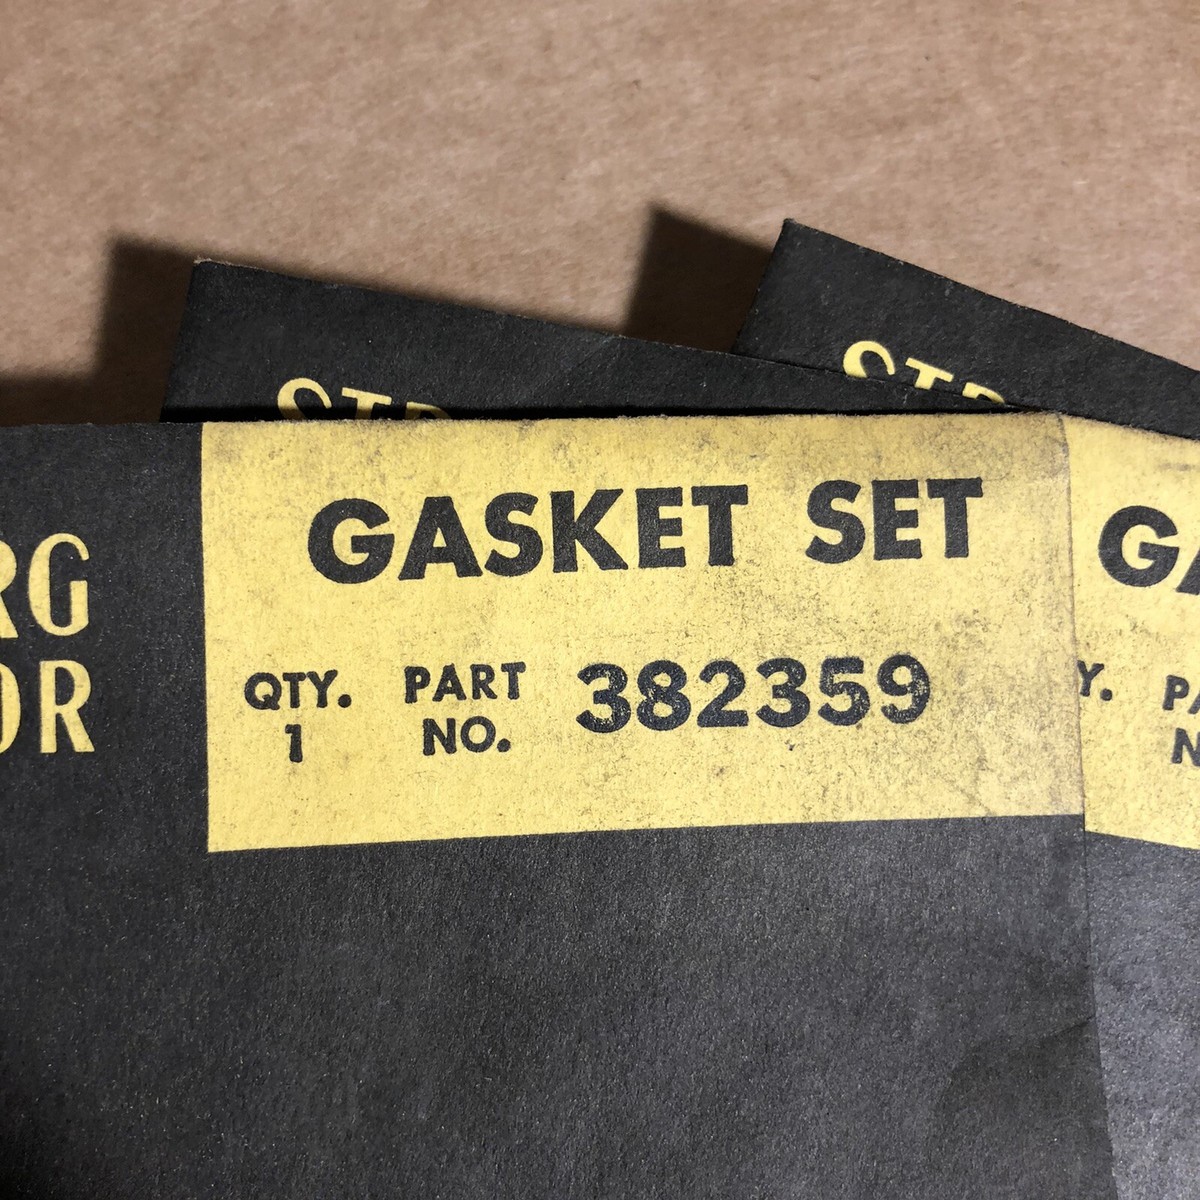 GASKET SET
QTY. PART 382359
1 NO.